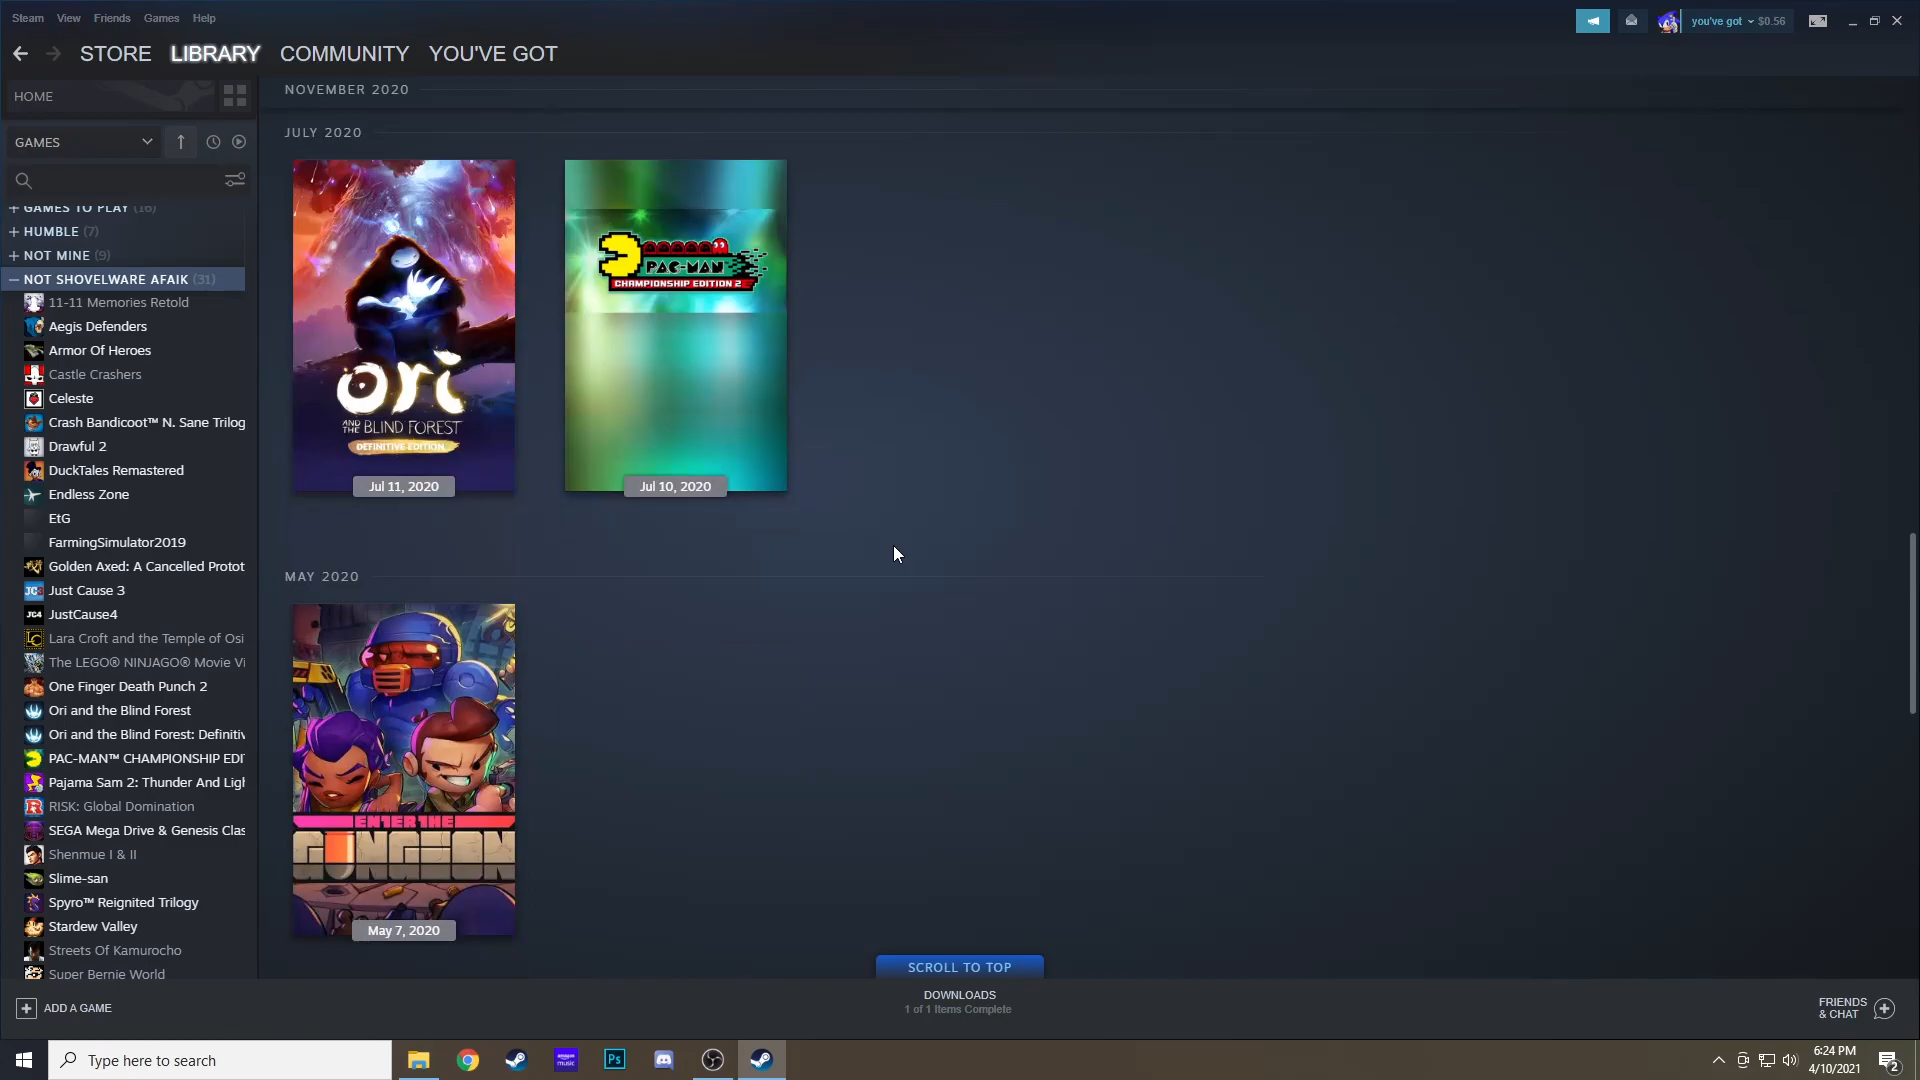 Steam View Friends Games Help
you've got $0.56
STORE LIBRARY COMMUNITY YOU'VE GOT
HOME
GAMES
GAMES TO PLAY (16)
HUMBLE (7)
NOT MINE (9)
NOT SHOVELWARE AFAIK (31)
11-11 Memories Retold
Aegis Defenders
Armor Of Heroes
Castle Crashers
Celeste
Crash Bandicoot™ N. Sane Trilog
Drawful 2
DuckTales Remastered
Endless Zone
EtG
FarmingSimulator2019
Golden Axed: A Cancelled Protot
Just Cause 3
JC4 JustCause4
Lara Croft and the Temple of Osi
The LEGO® NINJAGO® Movie Vi
One Finger Death Punch 2
Ori and the Blind Forest
Ori and the Blind Forest: Definitiv
PAC-MAN™ CHAMPIONSHIP EDI
Pajama Sam 2: Thunder And Ligh
RISK: Global Domination
SEGA Mega Drive & Genesis Clas
Shenmue I & II
Slime-san
Spyro™ Reignited Trilogy
Stardew Valley
Streets Of Kamurocho
Super Bernie World
NOVEMBER 2020
JULY 2020
ori
AND THE BLIND FOREST
DEFINITIVE EDITION
Jul 11, 2020
PAC-MAN
CHAMPIONSHIP EDITION 2
Jul 10, 2020
MAY 2020
ENTER THE
GUNGEON
May 7, 2020
SCROLL TO TOP
ADD A GAME
DOWNLOADS
1 of 1 Items Complete
FRIENDS
& CHAT
Type here to search
amazon
music
Ps
6:24 PM
4/10/2021
2